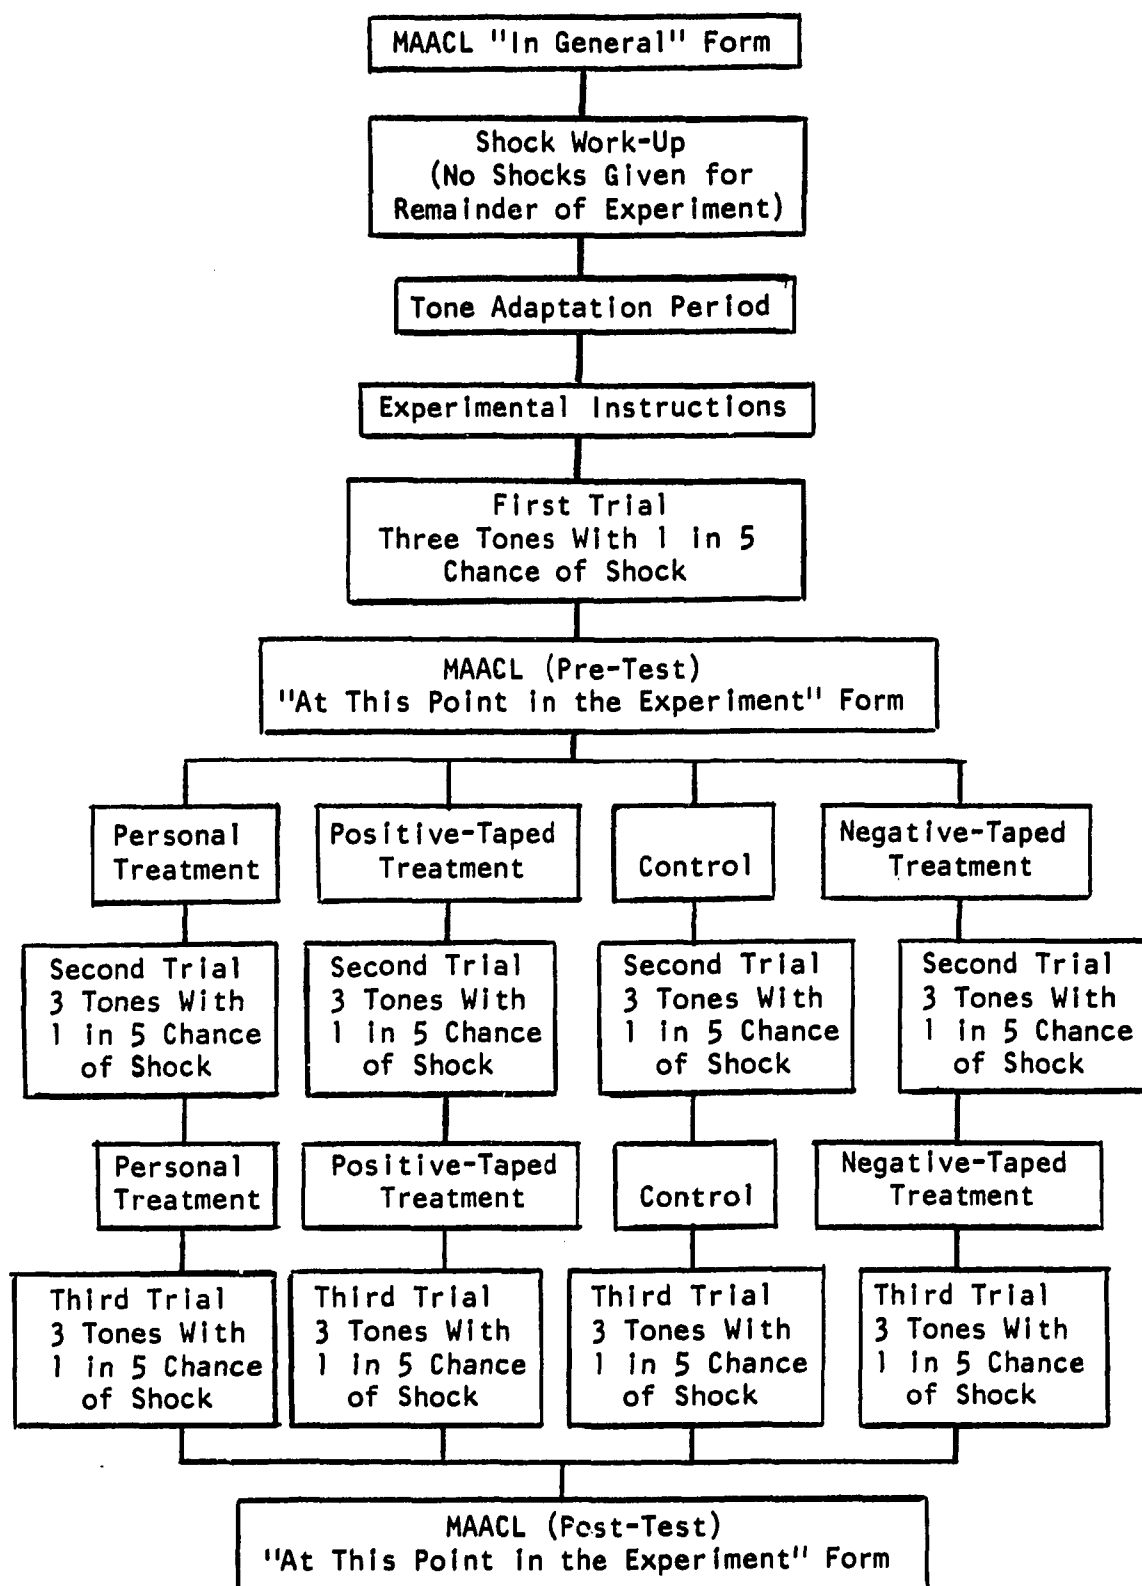 MAACL "In General" Form
Shock Work-Up
(No Shocks Given for
Remainder of Experiment)
Tone Adaptation Period
Experimental Instructions
First Trial
Three Tones With 1 in 5
Chance of Shock
MAACL (Pre-Test)
"At This Point in the Experiment" Form
Personal
Treatment
Positive-Taped
Treatment
Control
Negative-Taped
Treatment
Second Trial
3 Tones With
1 in 5 Chance
of Shock
Second Trial
3 Tones With
1 in 5 Chance
of Shock
Second Trial
3 Tones With
1 in 5 Chance
of Shock
Second Trial
3 Tones With
1 in 5 Chance
of Shock
Personal
Treatment
Positive-Taped
Treatment
Control
Negative-Taped
Treatment
Third Trial
3 Tones With
1 in 5 Chance
of Shock
Third Trial
3 Tones With
1 in 5 Chance
of Shock
Third Trial
3 Tones With
1 in 5 Chance
of Shock
Third Trial
3 Tones With
1 in 5 Chance
of Shock
MAACL (Post-Test)
"At This Point in the Experiment" Form